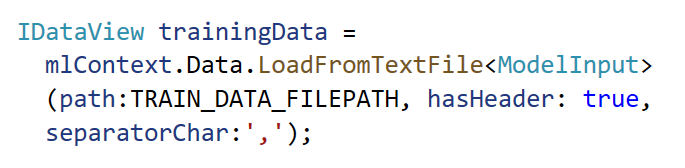 IDataView trainingData =
mlContext.Data.LoadFromTextFile<ModelInput>
(path:TRAIN_DATA_FILEPATH, hasHeader: true,
separatorChar:',');